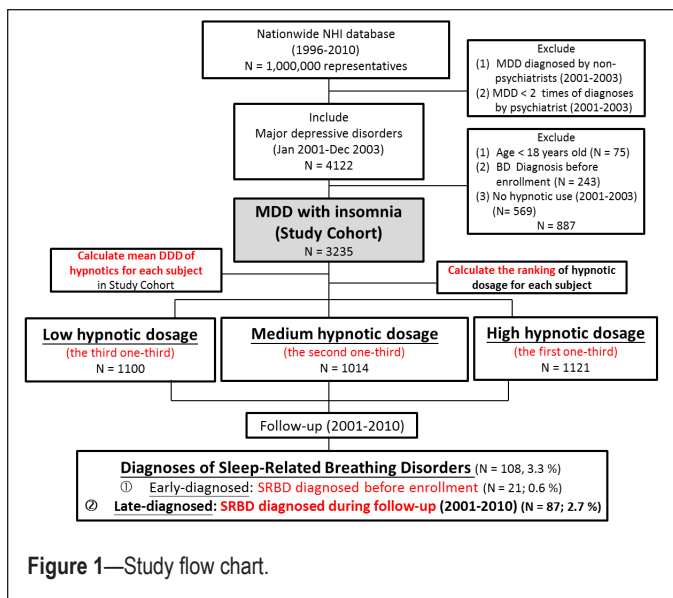 Nationwide NHI database
(1996-2010)
N = 1,000,000 representatives
Exclude
(1) MDD diagnosed by non-
psychiatrists (2001-2003)
(2) MDD < 2 times of diagnoses
by psychiatrist (2001-2003)
Include
Major depressive disorders
(Jan 2001-Dec 2003)
N = 4122
Exclude
(1) Age < 18 years old (N = 75)
(2) BD Diagnosis before
enrollment (N = 243)
(3) No hypnotic use (2001-2003)
(N= 569)
N = 887
MDD with insomnia
(Study Cohort)
N = 3235
Calculate mean DDD of
hypnotics for each subject
in Study Cohort
Calculate the ranking of hypnotic
dosage for each subject
Low hypnotic dosage
(the third one-third)
N = 1100
Medium hypnotic dosage
(the second one-third)
N = 1014
High hypnotic dosage
(the first one-third)
N = 1121
Follow-up (2001-2010)
Diagnoses of Sleep-Related Breathing Disorders (N = 108, 3.3 %)
① Early-diagnosed: SRBD diagnosed before enrollment (N = 21; 0.6 %)
② Late-diagnosed: SRBD diagnosed during follow-up (2001-2010) (N = 87; 2.7 %)
Figure 1—Study flow chart.